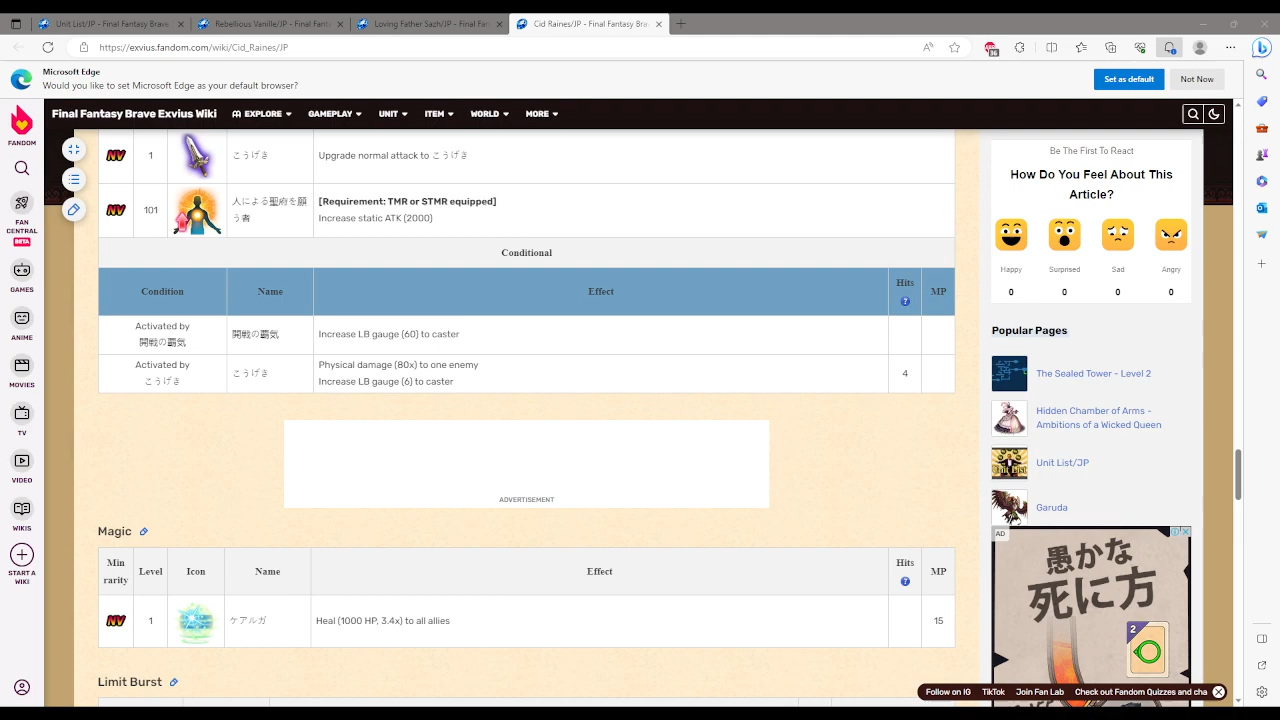 Unit List/JP - Final Fantasy Brave
Rebellious Vanille/JP - Final Fant
Loving Father Sazh/JP - Final Fan
Cid Raines/JP - Final Fantasy Brav
https://exvius.fandom.com/wiki/Cid_Raines/JP
Microsoft Edge
Would you like to set Microsoft Edge as your default browser?
Set as default
Not Now
FANDOM
FAN CENTRAL
BETA
GAMES
ANIME
MOVIES
TV
VIDEO
WIKIS
START A WIKI
Final Fantasy Brave Exvius Wiki
EXPLORE
GAMEPLAY
UNIT
ITEM
WORLD
MORE
NV 1 こうげき Upgrade normal attack to こうげき
NV 101 人による聖府を願う者 [Requirement: TMR or STMR equipped]
Increase static ATK (2000)
Conditional
Condition Name Effect Hits MP
Activated by
開戦の覇気 開戦の覇気 Increase LB gauge (60) to caster
Activated by
こうげき こうげき Physical damage (80x) to one enemy
Increase LB gauge (6) to caster 4
ADVERTISEMENT
Magic
Min rarity Level Icon Name Effect Hits MP
NV 1 ケアルガ Heal (1000 HP, 3.4x) to all allies 15
Limit Burst
Be The First To React
How Do You Feel About This
Article?
Happy Surprised Sad Angry
0 0 0 0
Popular Pages
The Sealed Tower - Level 2
Hidden Chamber of Arms -
Ambitions of a Wicked Queen
Unit List/JP
Garuda
AD
愚かな
死に方
2
Follow on IG TikTok Join Fan Lab Check out Fandom Quizzes and cha